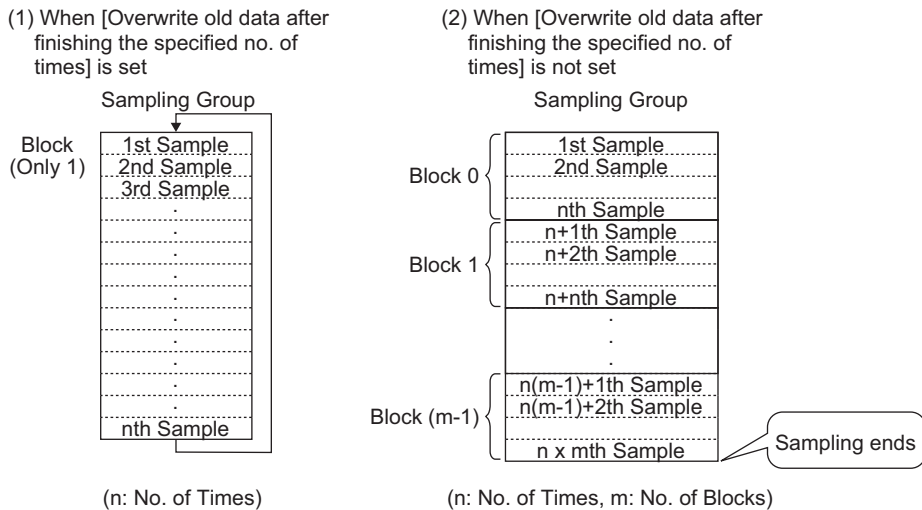 (1) When [Overwrite old data after
finishing the specified no. of
times] is set
Sampling Group
Block
(Only 1)
1st Sample
2nd Sample
3rd Sample
.
.
.
.
.
.
.
.
.
.
nth Sample
(n: No. of Times)
(2) When [Overwrite old data after
finishing the specified no. of
times] is not set
Sampling Group
Block 0
1st Sample
2nd Sample
nth Sample
Block 1
n+1th Sample
n+2th Sample
n+nth Sample
.
.
.
Block (m-1)
n(m-1)+1th Sample
n(m-1)+2th Sample
n x mth Sample
Sampling ends
(n: No. of Times, m: No. of Blocks)